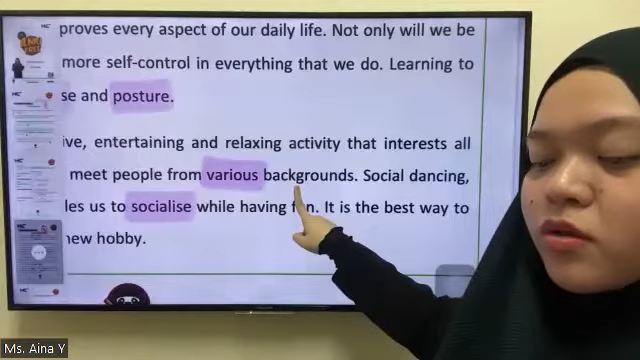 proves every aspect of our daily life. Not only will we be
more self-control in everything that we do. Learning to
se and posture.
ive, entertaining and relaxing activity that interests all
meet people from various backgrounds. Social dancing,
les us to socialise while having fun. It is the best way to
new hobby.
Ms. Aina Y